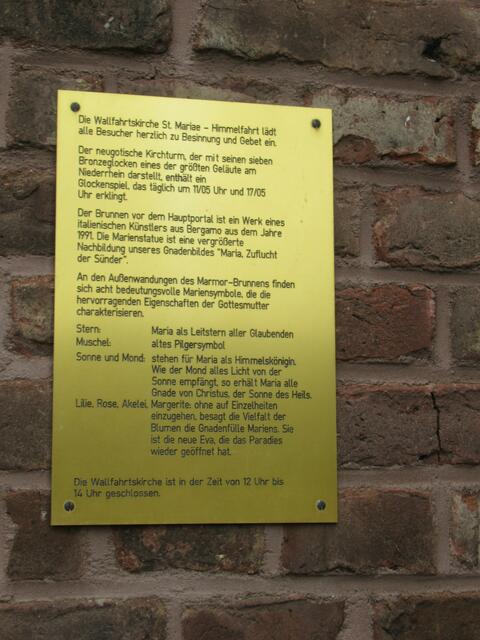 Die Wallfahrtskirche St. Mariae - Himmelfahrt lädt
alle Besucher herzlich zu Besinnung und Gebet ein.
Der neugotische Kirchturm, der mit seinen sieben
Bronzeglocken eines der größten Geläute am
Niederrhein darstellt, enthält ein
Glockenspiel, das täglich um 11/05 Uhr und 17/05
Uhr erklingt.
Der Brunnen vor dem Hauptportal ist ein Werk eines
italienischen Künstlers aus Bergamo aus dem Jahre
1991. Die Marienstatue ist eine vergrößerte
Nachbildung unseres Gnadenbildes "Maria, Zuflucht
der Sünder".
An den Außenwandungen des Marmor-Brunnens finden
sich acht bedeutungsvolle Mariensymbole, die die
hervorragenden Eigenschaften der Gottesmutter
charakterisieren.
Stern: Maria als Leitstern aller Glaubenden
Muschel: altes Pilgersymbol
Sonne und Mond: stehen für Maria als Himmelskönigin.
Wie der Mond alles Licht von der
Sonne empfängt, so erhält Maria alle
Gnade von Christus, der Sonne des Heils.
Lilie, Rose, Akelei, Margerite: ohne auf Einzelheiten
einzugehen, besagt die Vielfalt der
Blumen die Gnadenfülle Mariens. Sie
ist die neue Eva, die das Paradies
wieder geöffnet hat.
Die Wallfahrtskirche ist in der Zeit von 12 Uhr bis
14 Uhr geschlossen.